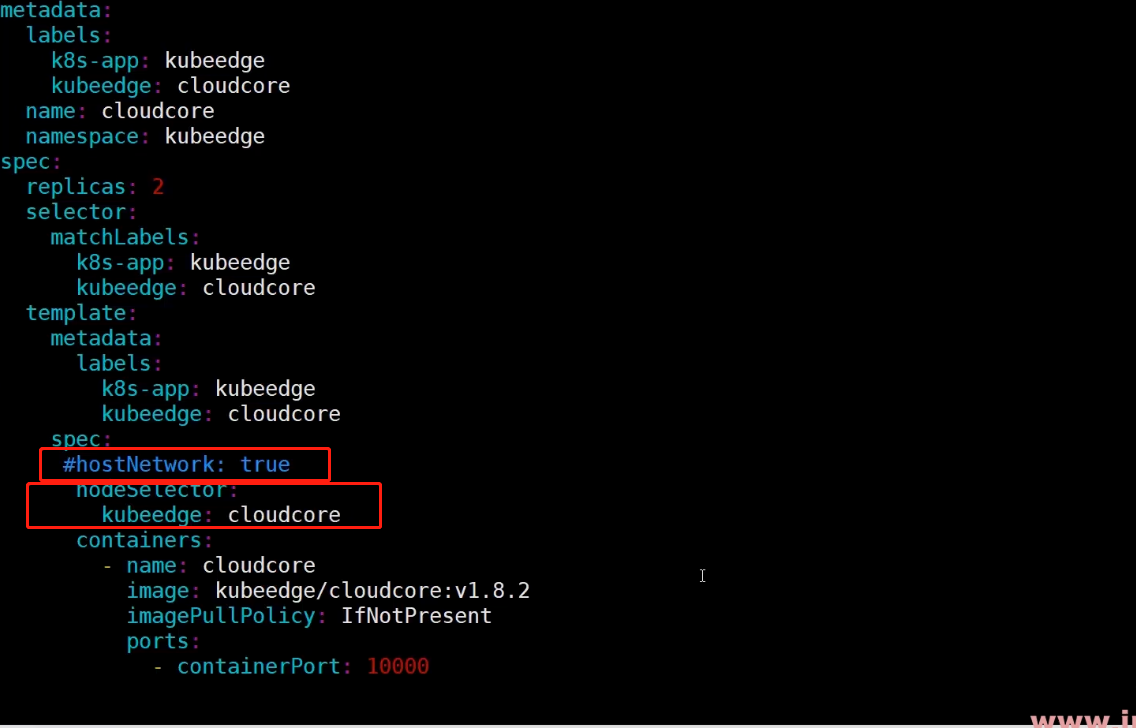 metadata:
  labels:
    k8s-app: kubeedge
    kubeedge: cloudcore
  name: cloudcore
  namespace: kubeedge
spec:
  replicas: 2
  selector:
    matchLabels:
      k8s-app: kubeedge
      kubeedge: cloudcore
  template:
    metadata:
      labels:
        k8s-app: kubeedge
        kubeedge: cloudcore
    spec:
     #hostNetwork: true
      nodeSelector:
        kubeedge: cloudcore
      containers:
        - name: cloudcore
          image: kubeedge/cloudcore:v1.8.2
          imagePullPolicy: IfNotPresent
          ports:
            - containerPort: 10000